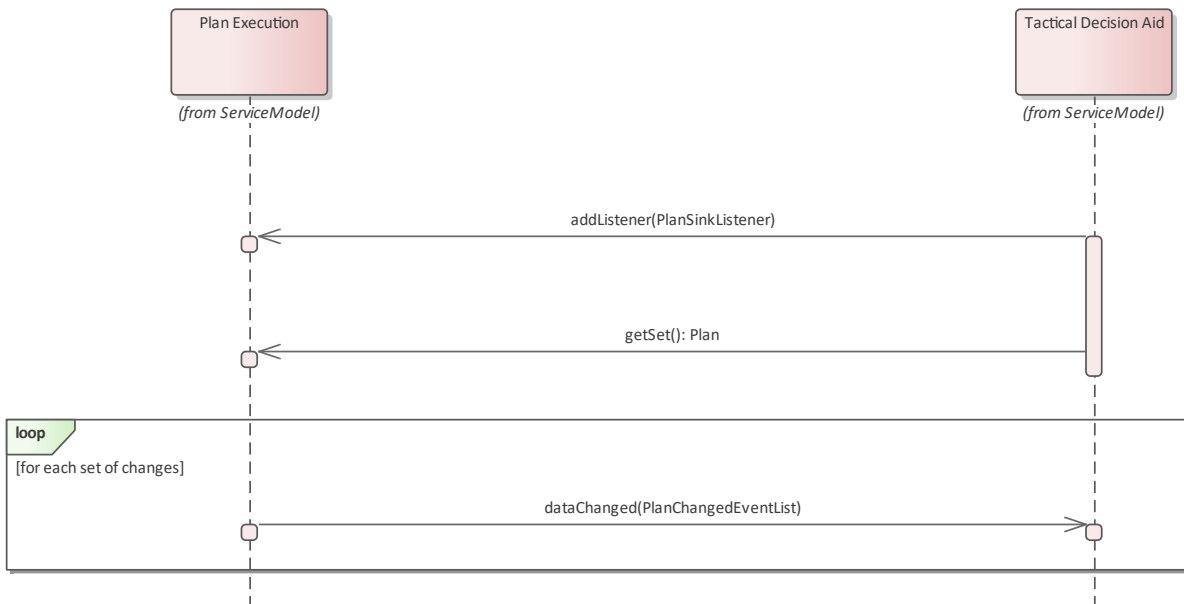 Plan Execution
Tactical Decision Aid
(from ServiceModel)
(from ServiceModel)
addListener(PlanSinkListener)
getSet(): Plan
loop
[for each set of changes]
dataChanged(PlanChangedEventList)